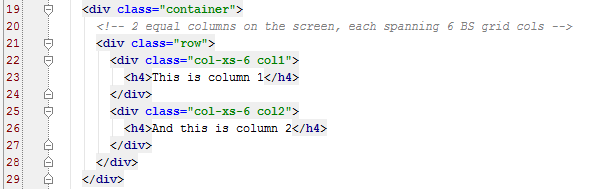 19 <div class="container">
20 <!-- 2 equal columns on the screen, each spanning 6 BS grid cols -->
21 <div class="row">
22 <div class="col-xs-6 col1">
23 <h4>This is column 1</h4>
24 </div>
25 <div class="col-xs-6 col2">
26 <h4>And this is column 2</h4>
27 </div>
28 </div>
29 </div>